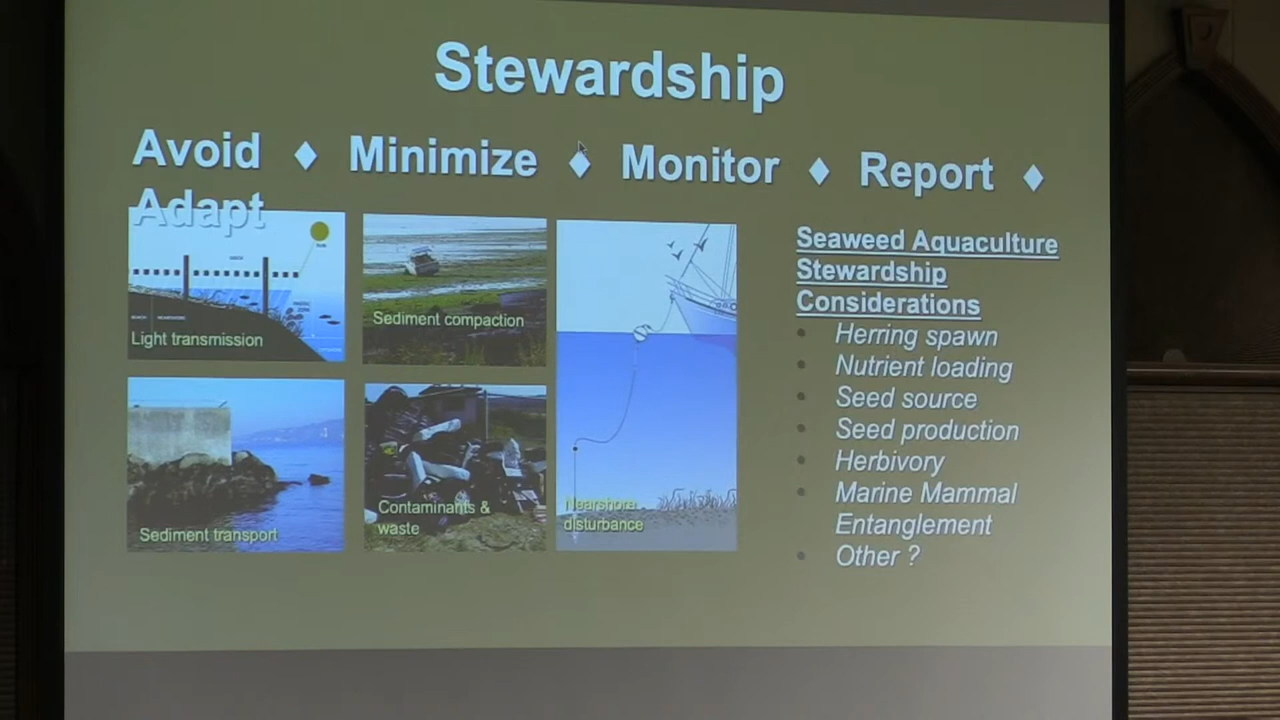 Stewardship
Avoid ♦ Minimize ♦ Monitor ♦ Report ♦
Adapt
Light transmission
Sediment compaction
Sediment transport
Contaminants &
waste
Nearshore
disturbance
Seaweed Aquaculture
Stewardship
Considerations
• Herring spawn
• Nutrient loading
• Seed source
• Seed production
• Herbivory
• Marine Mammal
Entanglement
• Other ?